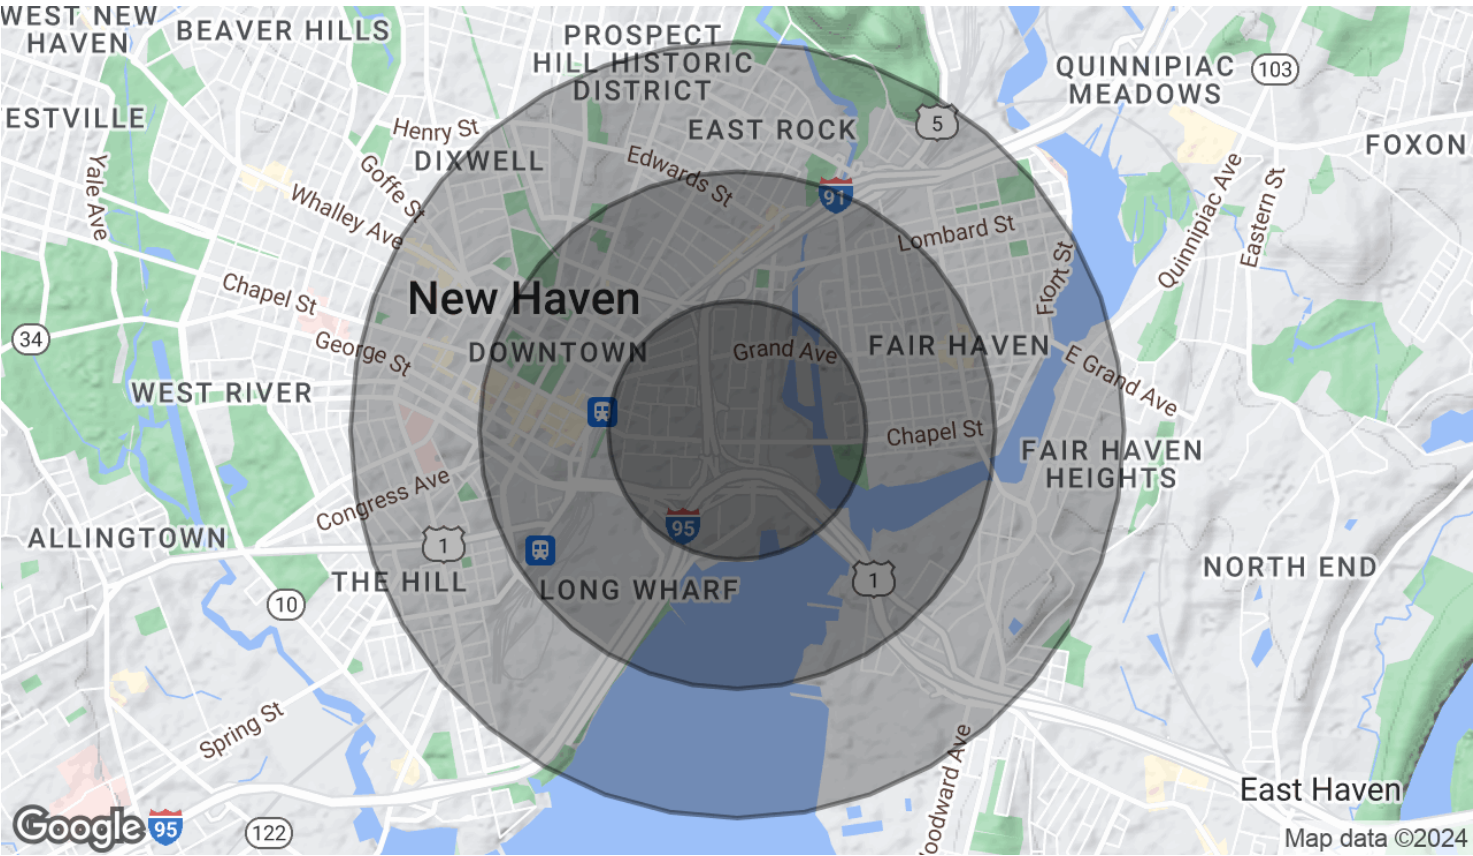 WEST NEW
HAVEN
BEAVER HILLS
PROSPECT
HILL HISTORIC
DISTRICT
QUINNIPIAC
MEADOWS
103
ESTVILLE
Henry St
EAST ROCK
5
FOXON
DIXWELL
Edwards St
Yale Ave
Goffe St
91
Whalley Ave
Lombard St
Quinnipiac Ave
Eastern St
Front St
Chapel St
New Haven
34
George St
DOWNTOWN
Grand Ave
FAIR HAVEN
E Grand Ave
WEST RIVER
Chapel St
FAIR HAVEN
HEIGHTS
Congress Ave
95
ALLINGTOWN
1
THE HILL
LONG WHARF
1
NORTH END
10
Spring St
oodward Ave
East Haven
Google
95
122
Map data ©2024